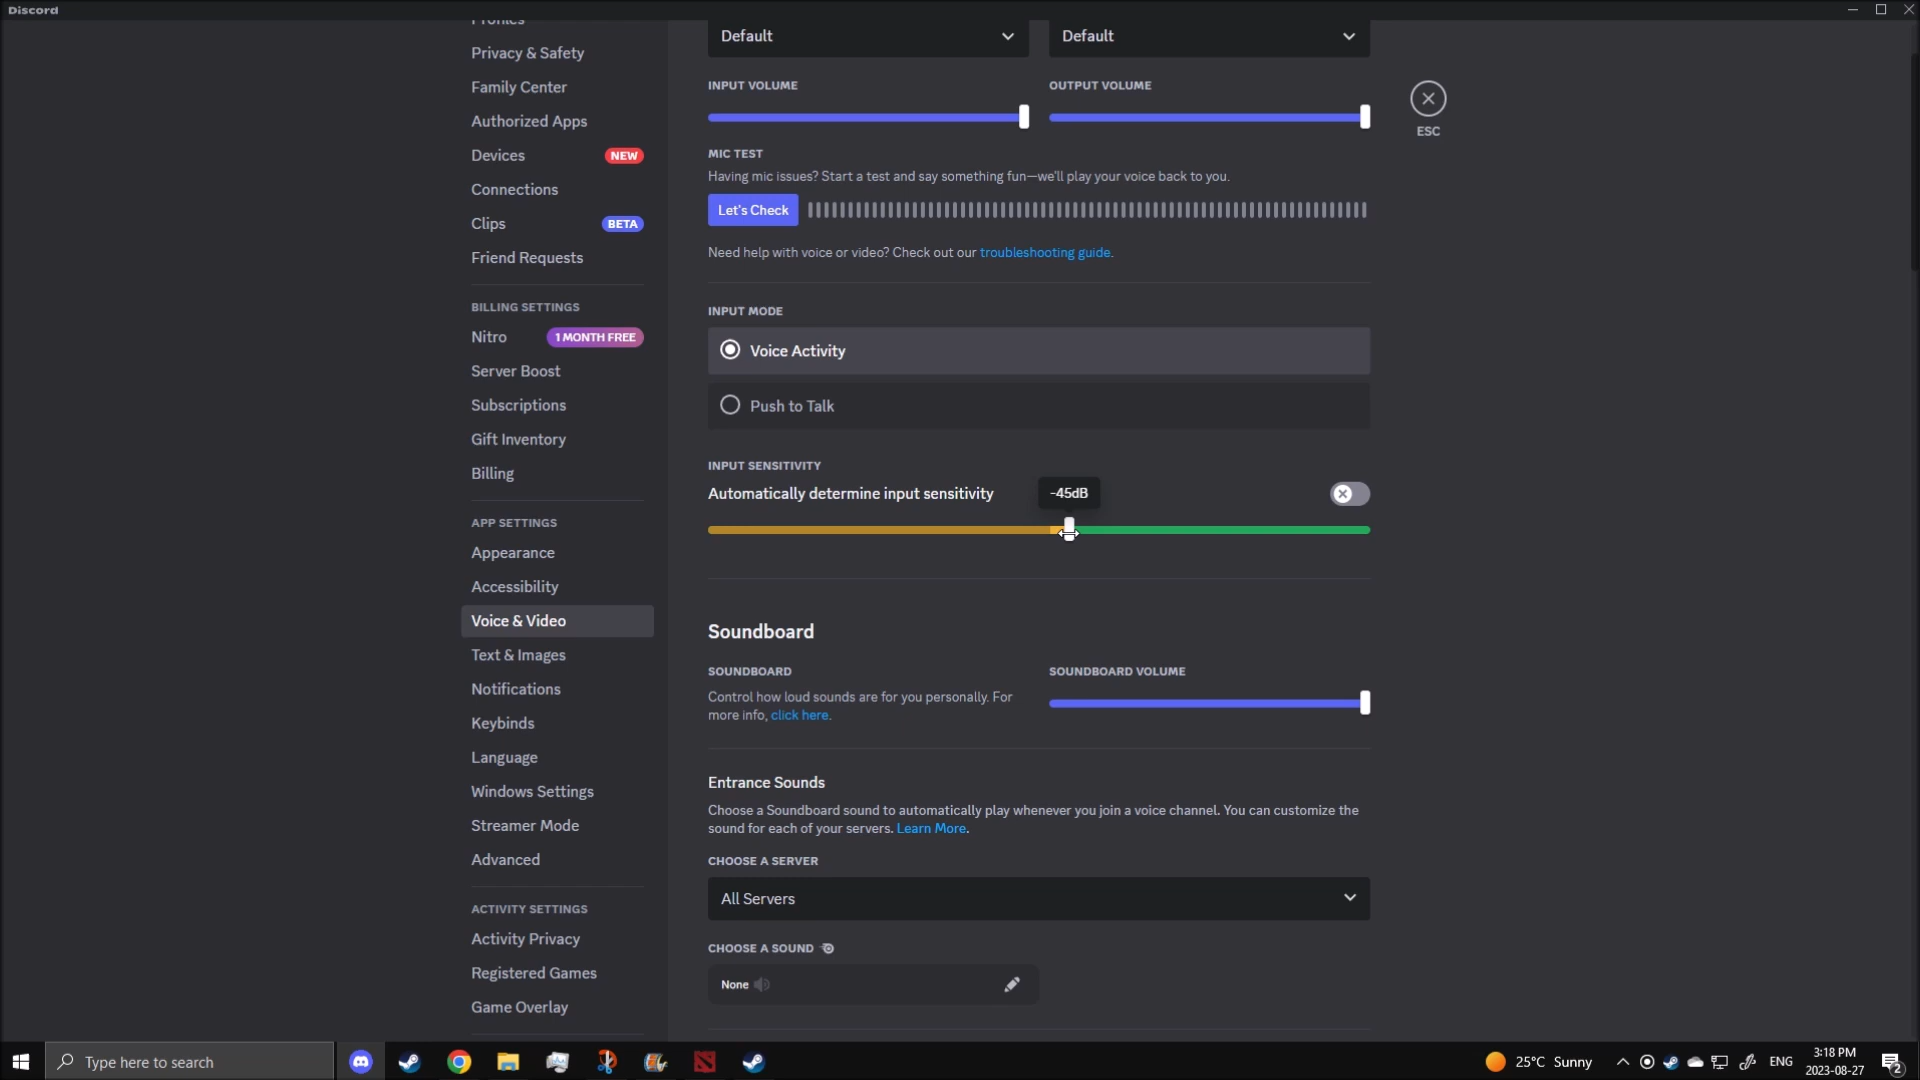 Discord
Profiles
Privacy & Safety
Family Center
Authorized Apps
Devices NEW
Connections
Clips BETA
Friend Requests
BILLING SETTINGS
Nitro 1 MONTH FREE
Server Boost
Subscriptions
Gift Inventory
Billing
APP SETTINGS
Appearance
Accessibility
Voice & Video
Text & Images
Notifications
Keybinds
Language
Windows Settings
Streamer Mode
Advanced
ACTIVITY SETTINGS
Activity Privacy
Registered Games
Game Overlay
Default Default
INPUT VOLUME OUTPUT VOLUME
MIC TEST
Having mic issues? Start a test and say something fun—we'll play your voice back to you.
Let's Check
Need help with voice or video? Check out our troubleshooting guide.
INPUT MODE
Voice Activity
Push to Talk
INPUT SENSITIVITY
Automatically determine input sensitivity -45dB
Soundboard
SOUNDBOARD
Control how loud sounds are for you personally. For
more info, click here.
SOUNDBOARD VOLUME
Entrance Sounds
Choose a Soundboard sound to automatically play whenever you join a voice channel. You can customize the
sound for each of your servers. Learn More.
CHOOSE A SERVER
All Servers
CHOOSE A SOUND
None
ESC
Type here to search
25°C Sunny
ENG
3:18 PM
2023-08-27
2